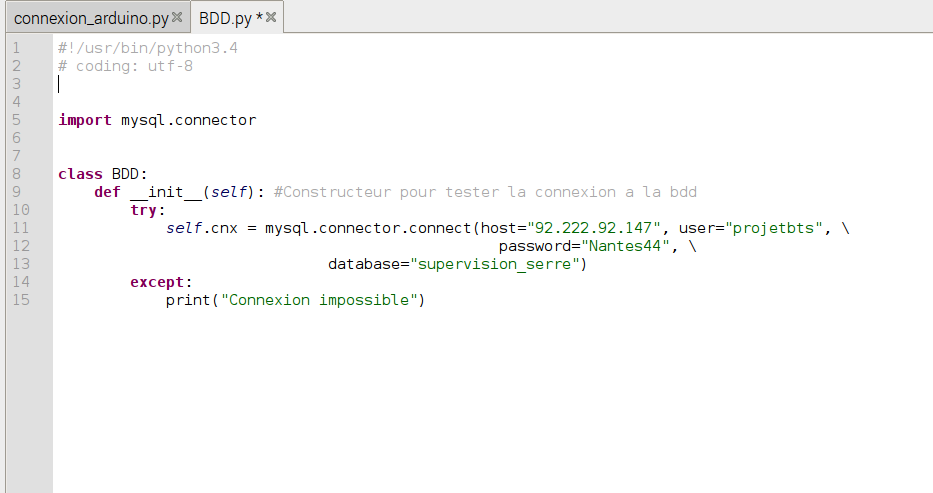 connexion_arduino.py BDD.py *
1 #!/usr/bin/python3.4
2 # coding: utf-8
3
4
5 import mysql.connector
6
7
8 class BDD:
9     def __init__(self): #Constructeur pour tester la connexion a la bdd
10         try:
11             self.cnx = mysql.connector.connect(host="92.222.92.147", user="projetbts", \
12                                                  password="Nantes44", \
13                               database="supervision_serre")
14         except:
15             print("Connexion impossible")